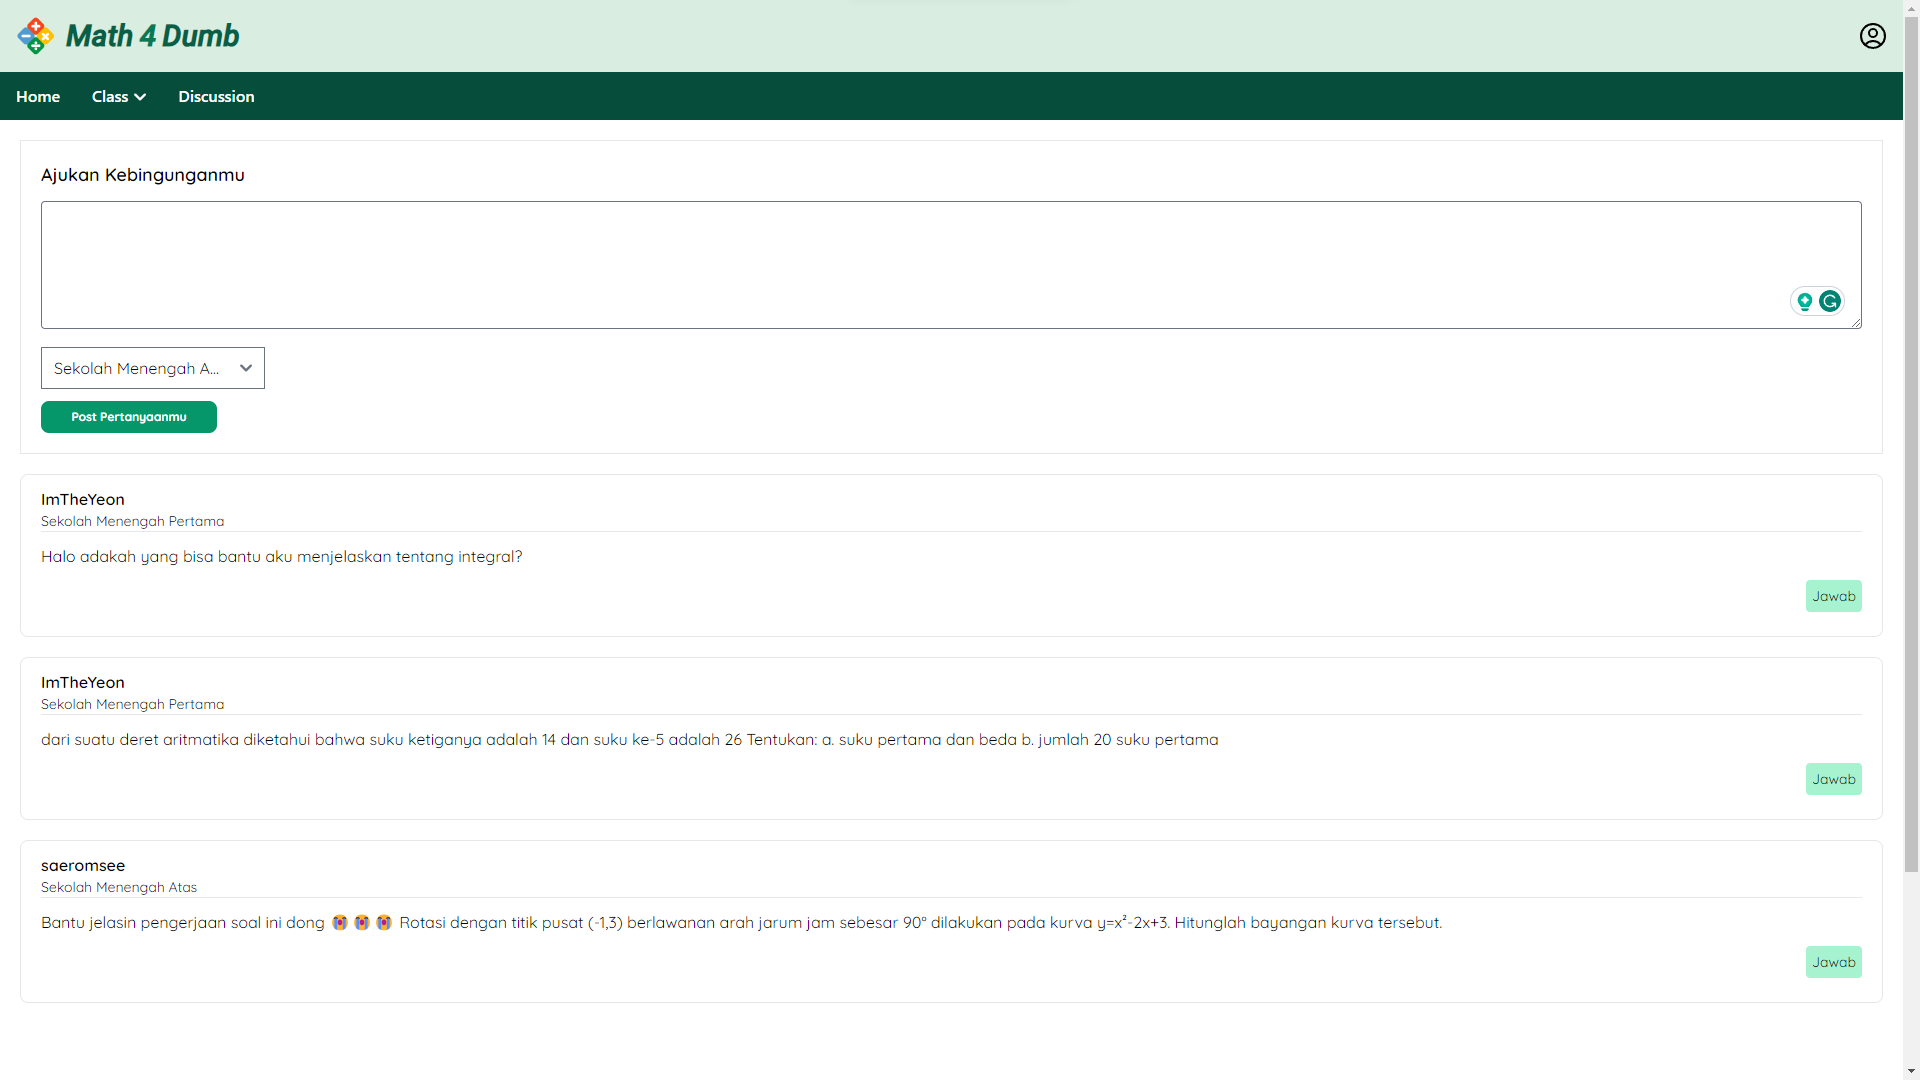 Math 4 Dumb
Home Class Discussion
Ajukan Kebingunganmu
Sekolah Menengah A...
Post Pertanyaanmu
ImTheYeon
Sekolah Menengah Pertama
Halo adakah yang bisa bantu aku menjelaskan tentang integral?
Jawab
ImTheYeon
Sekolah Menengah Pertama
dari suatu deret aritmatika diketahui bahwa suku ketiganya adalah 14 dan suku ke-5 adalah 26 Tentukan: a. suku pertama dan beda b. jumlah 20 suku pertama
Jawab
saeromsee
Sekolah Menengah Atas
Bantu jelasin pengerjaan soal ini dong 😭 😭 😭 Rotasi dengan titik pusat (-1,3) berlawanan arah jarum jam sebesar 90° dilakukan pada kurva y=x²-2x+3. Hitunglah bayangan kurva tersebut.
Jawab